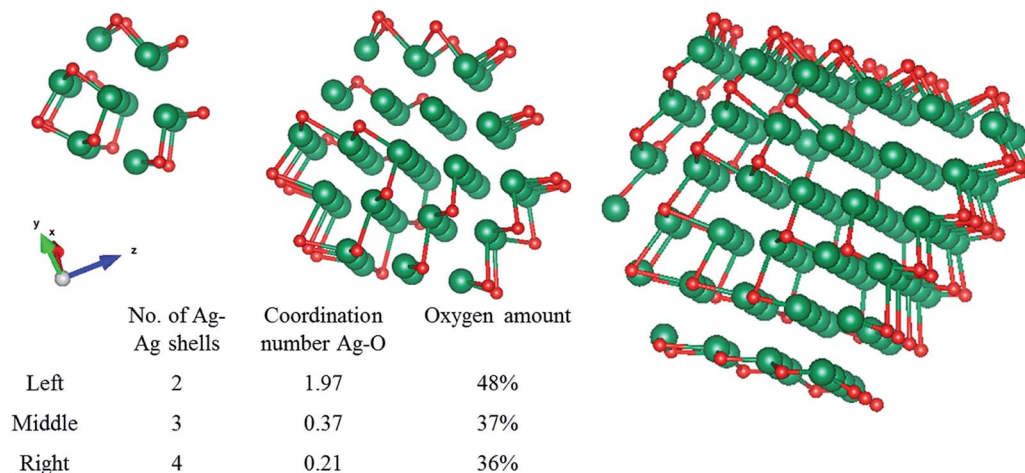 y
x
z
No. of Ag-
Ag shells
Coordination
number Ag-O
Oxygen amount
Left 2 1.97 48%
Middle 3 0.37 37%
Right 4 0.21 36%